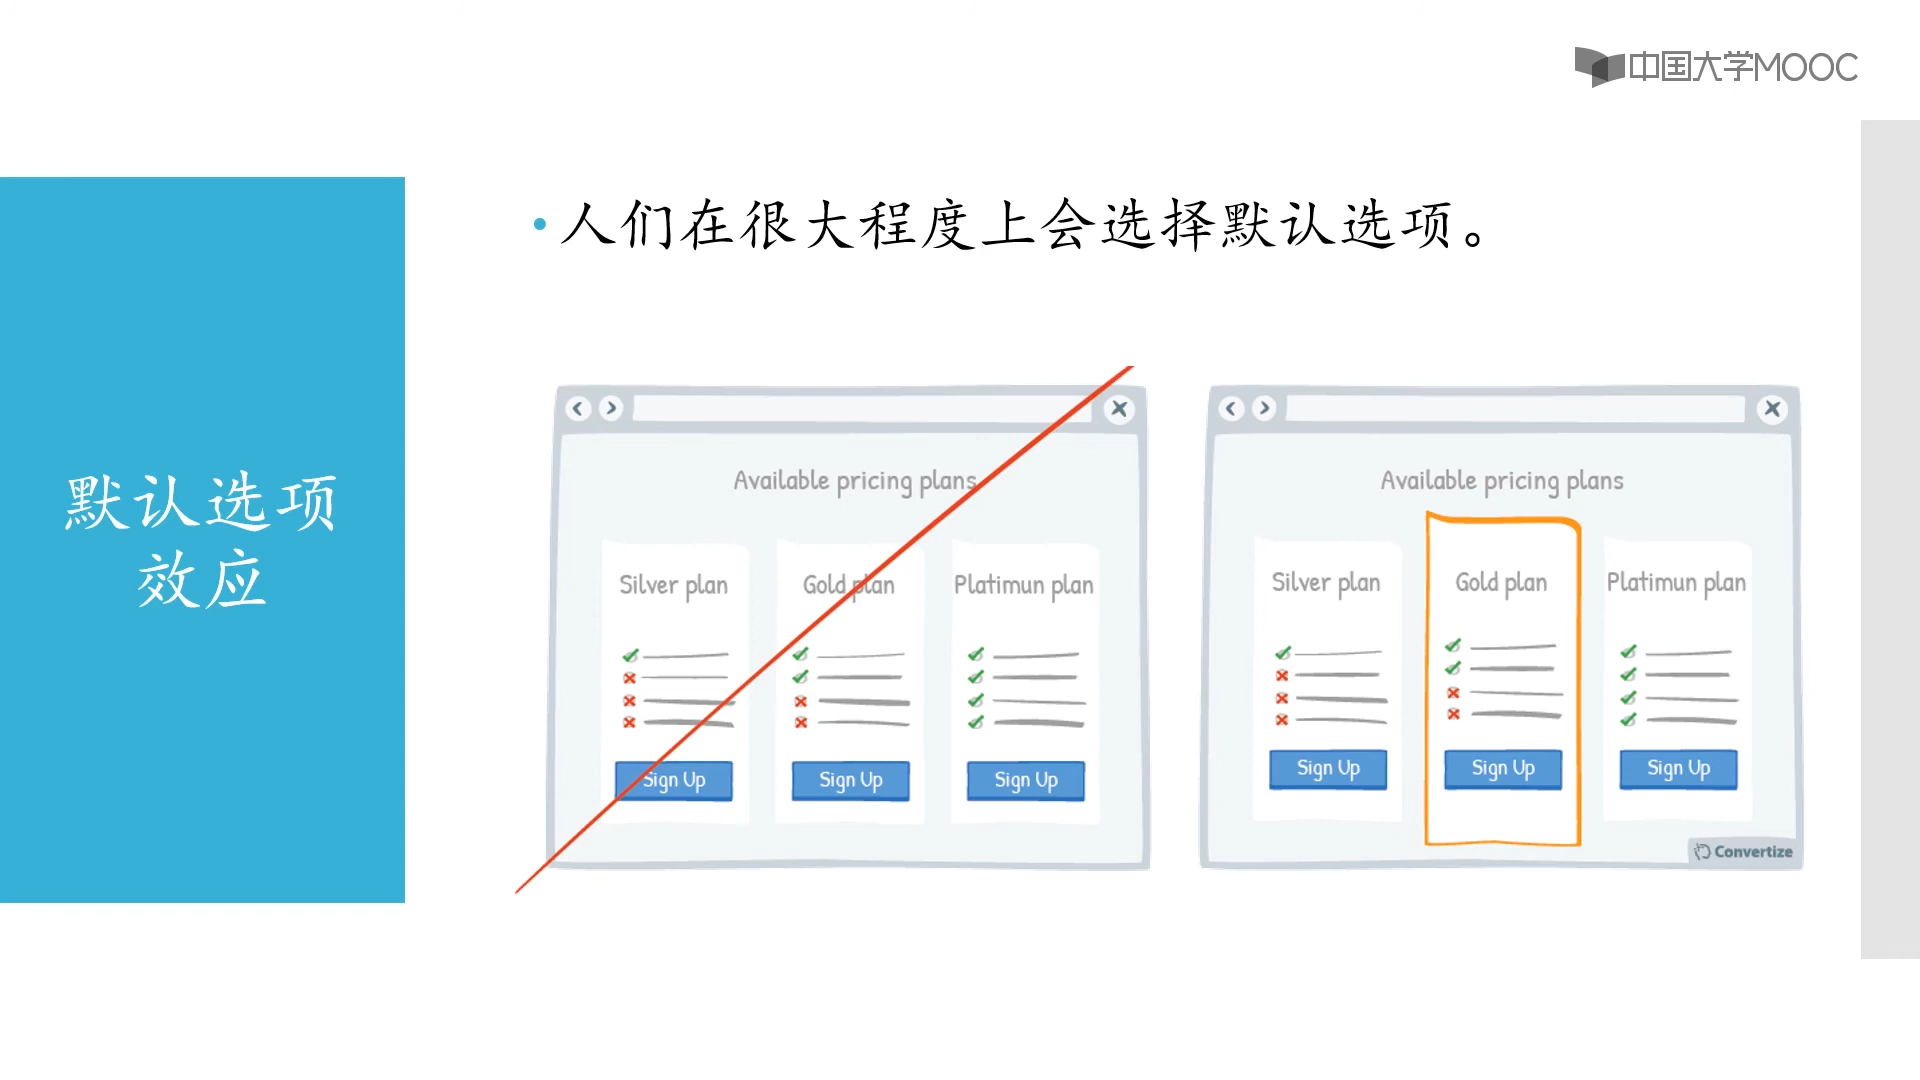 中国大学MOOC
人们在很大程度上会选择默认选项。
默认选项
效应
Available pricing plans
Silver plan
Gold plan
Platimun plan
Sign Up
Sign Up
Sign Up
Available pricing plans
Silver plan
Gold plan
Platimun plan
Sign Up
Sign Up
Sign Up
Convertize